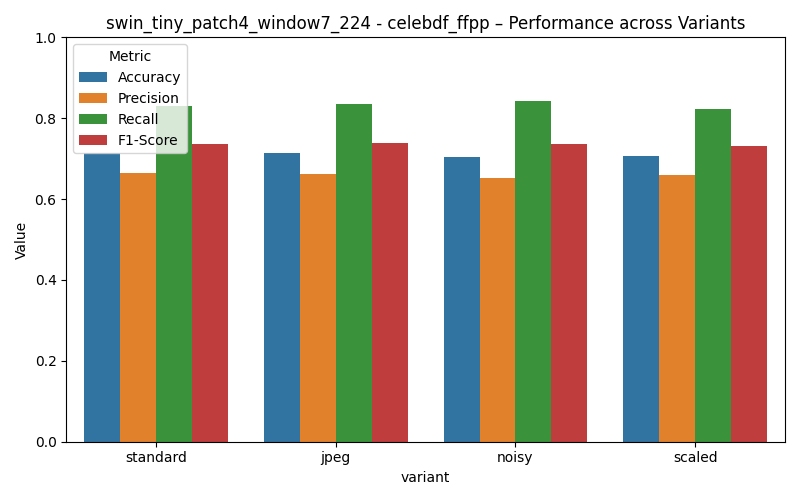 swin_tiny_patch4_window7_224 - celebdf_ffpp – Performance across Variants
1.0
0.8
0.6
0.4
0.2
0.0
Value
Metric
Accuracy
Precision
Recall
F1-Score
standard jpeg noisy scaled
variant